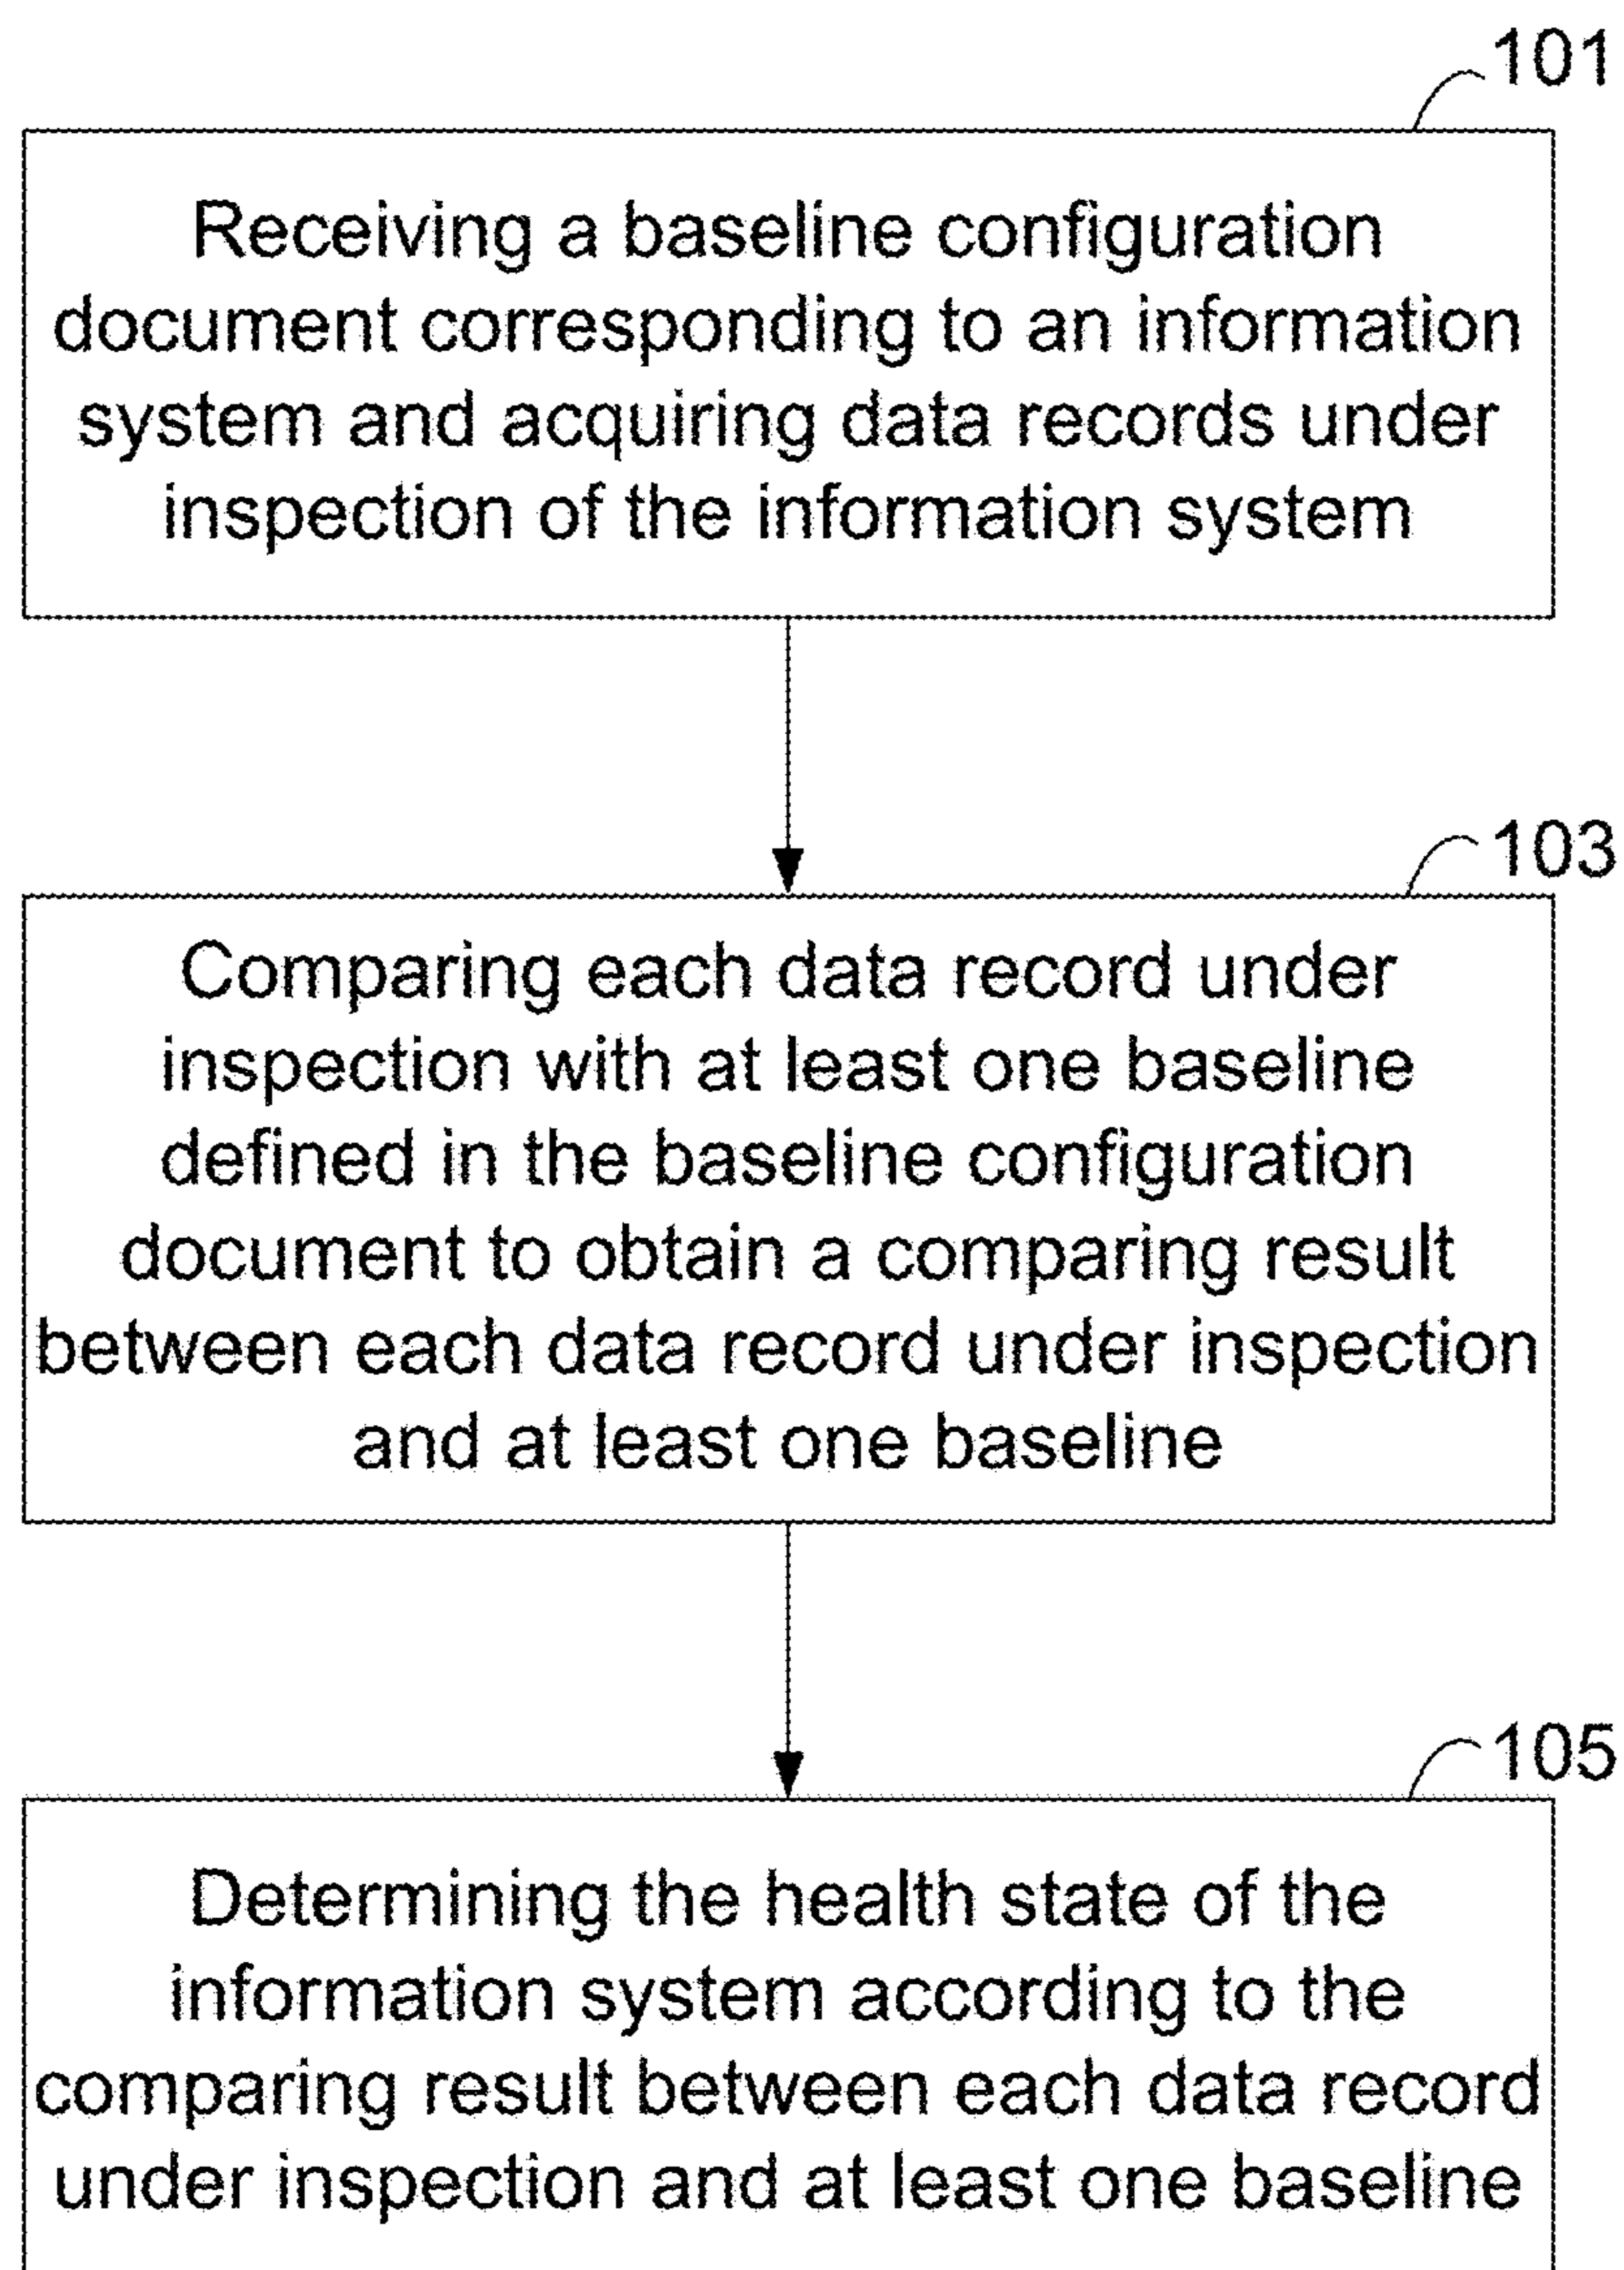 101
Receiving a baseline configuration
document corresponding to an information
system and acquiring data records under
inspection of the information system
103
Comparing each data record under
inspection with at least one baseline
defined in the baseline configuration
document to obtain a comparing result
between each data record under inspection
and at least one baseline
105
Determining the health state of the
information system according to the
comparing result between each data record
under inspection and at least one baseline